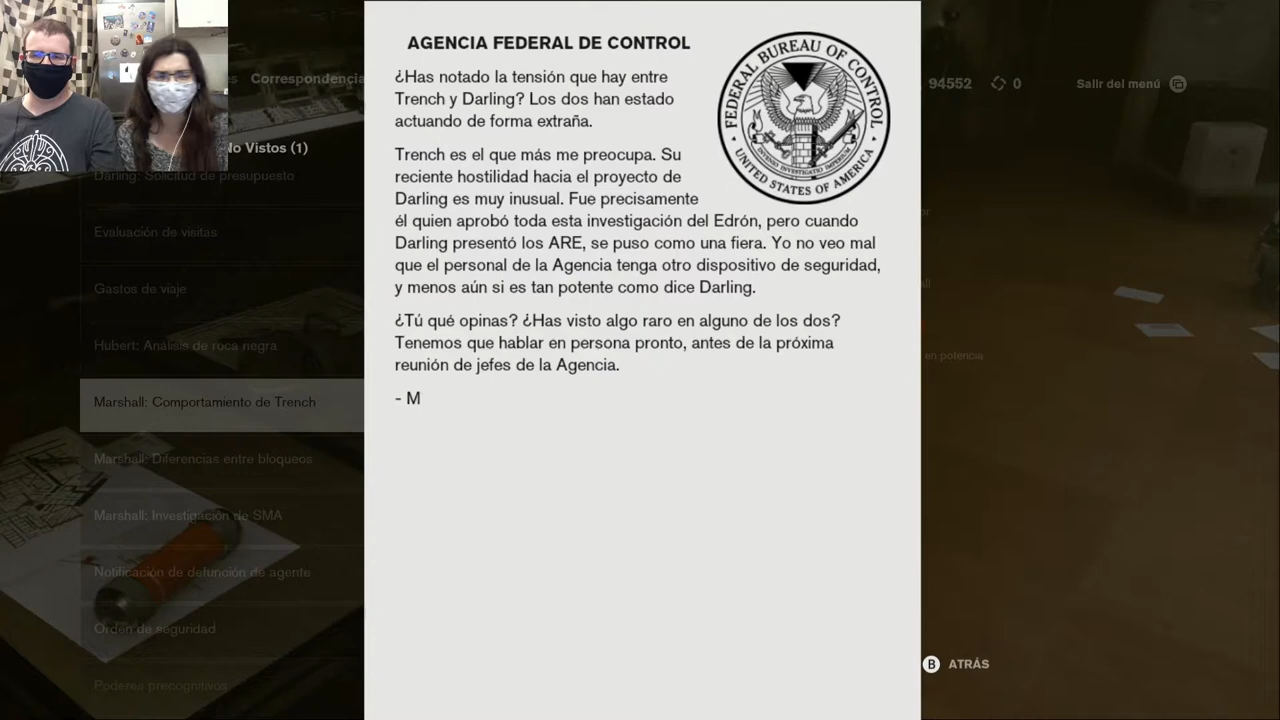 es
Correspondencia
No Vistos (1)
Darling: Solicitud de presupuesto
Evaluación de visitas
Gastos de viaje
Hubert: Análisis de roca negra
Marshall: Comportamiento de Trench
Marshall: Diferencias entre bloqueos
Marshall: Investigación de SMA
Notificación de defunción de agente
Orden de seguridad
Poderes precognitivos
AGENCIA FEDERAL DE CONTROL
¿Has notado la tensión que hay entre
Trench y Darling? Los dos han estado
actuando de forma extraña.
Trench es el que más me preocupa. Su
reciente hostilidad hacia el proyecto de
Darling es muy inusual. Fue precisamente
él quien aprobó toda esta investigación del Edrón, pero cuando
Darling presentó los ARE, se puso como una fiera. Yo no veo mal
que el personal de la Agencia tenga otro dispositivo de seguridad,
y menos aún si es tan potente como dice Darling.
¿Tú qué opinas? ¿Has visto algo raro en alguno de los dos?
Tenemos que hablar en persona pronto, antes de la próxima
reunión de jefes de la Agencia.
- M
FEDERAL BUREAU OF CONTROL
UNITED STATES OF AMERICA
94552
0
Salir del menú
en potencia
B ATRÁS